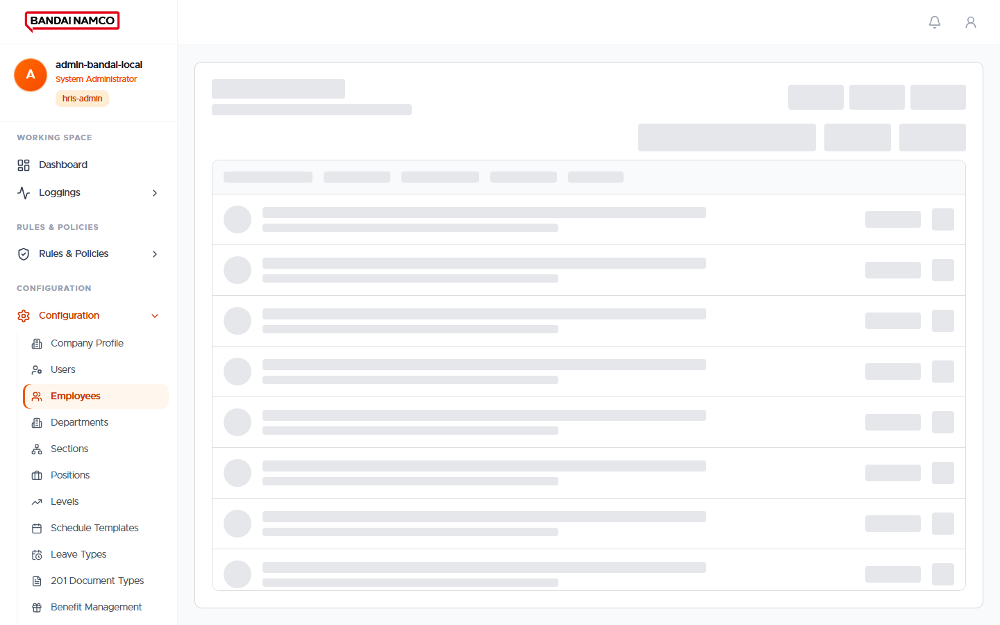 BANDAI NAMCO
A
admin-bandai-local
System Administrator
hris-admin
WORKING SPACE
Dashboard
Loggings
RULES & POLICIES
Rules & Policies
CONFIGURATION
Configuration
Company Profile
Users
Employees
Departments
Sections
Positions
Levels
Schedule Templates
Leave Types
201 Document Types
Benefit Management